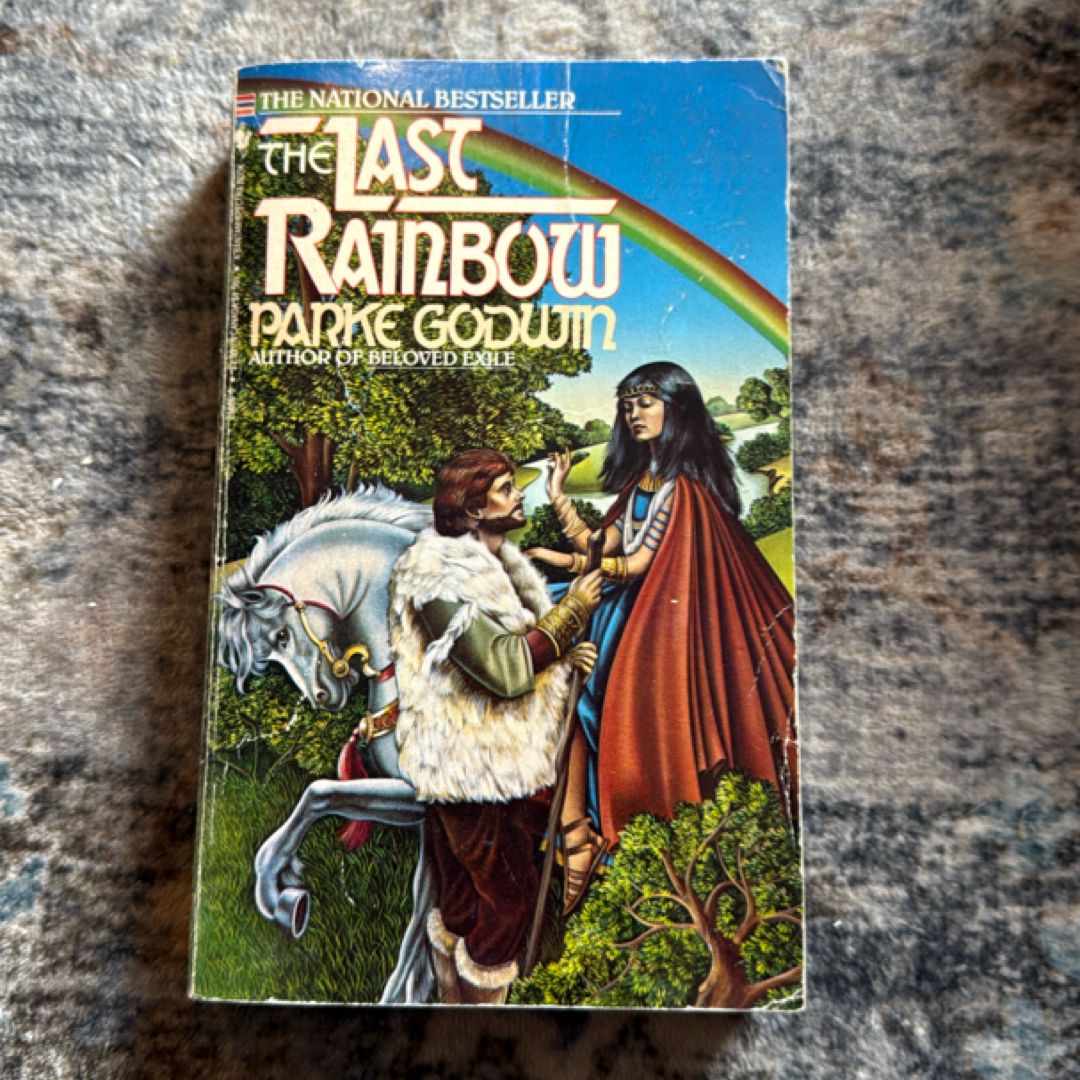 THE NATIONAL BESTSELLER
THE LAST
RAINBOW
PARKE GODWIN
AUTHOR OF BELOVED EXILE